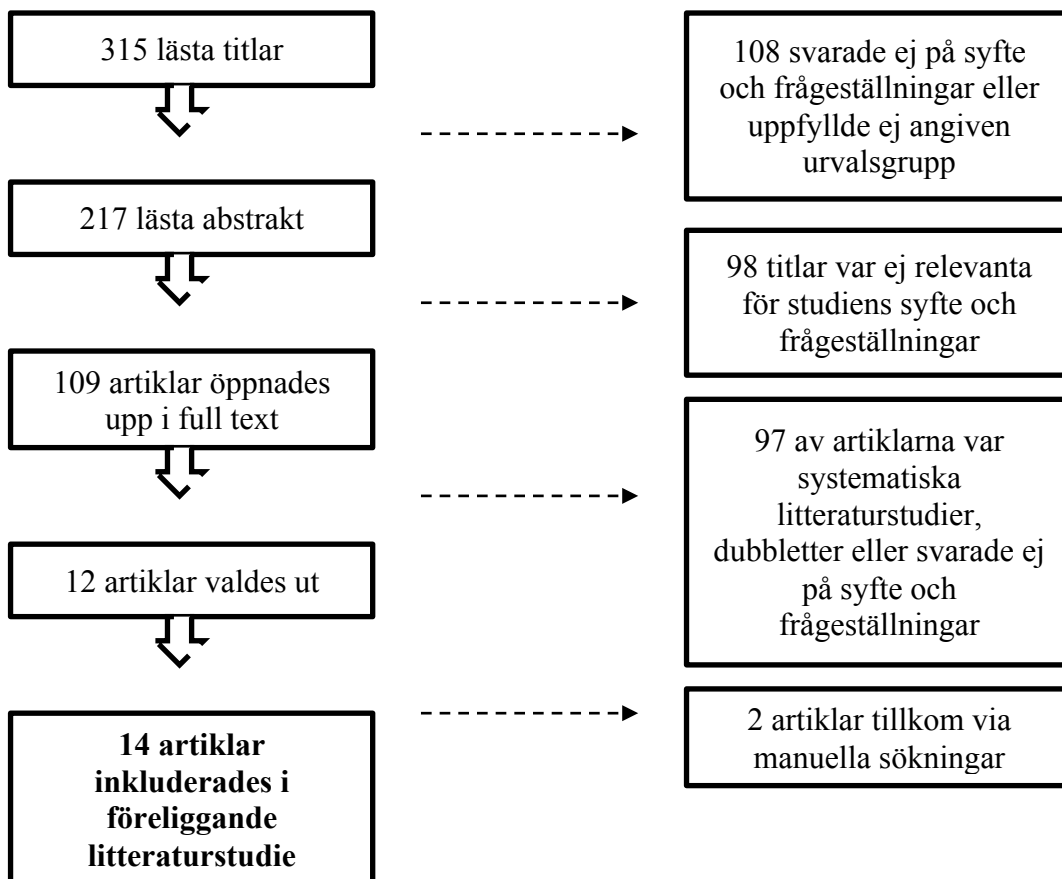 315 lästa titlar
108 svarade ej på syfte
och frågeställningar eller
uppfyllde ej angiven
urvalsgrupp
217 lästa abstrakt
98 titlar var ej relevanta
för studiens syfte och
frågeställningar
109 artiklar öppnades
upp i full text
97 av artiklarna var
systematiska
litteraturstudier,
dubbletter eller svarade ej
på syfte och
frågeställningar
12 artiklar valdes ut
2 artiklar tillkom via
manuella sökningar
14 artiklar
inkluderades i
föreliggande
litteraturstudie